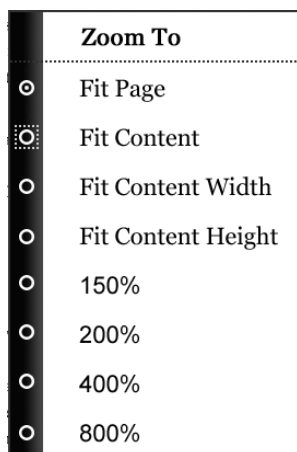 Zoom To
Fit Page
Fit Content
Fit Content Width
Fit Content Height
150%
200%
400%
800%